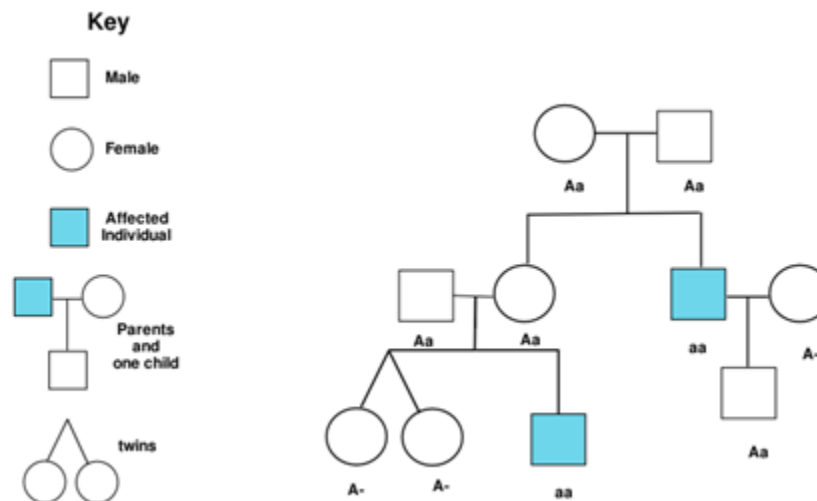 Key
Male
Female
Affected
Individual
Parents
and
one child
twins
Aa Aa
Aa Aa aa A-
A- A- aa Aa